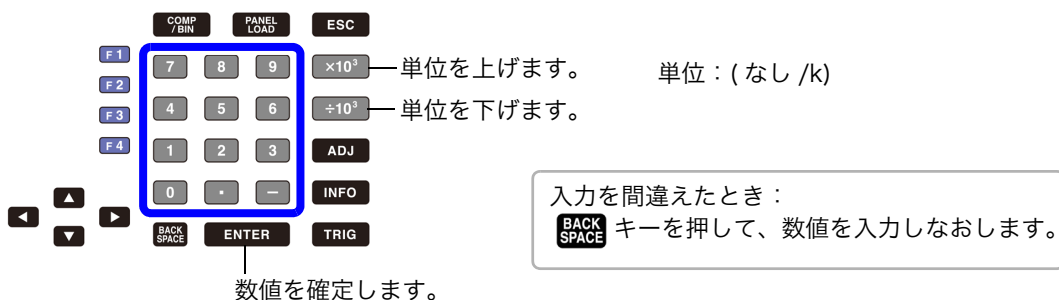 COMP
/ BIN
PANEL
LOAD
ESC
F 1
7 8 9 ×10³ 単位を上げます。 単位：( なし /k)
F 2
F 3
4 5 6 ÷10³ 単位を下げます。
F 4
1 2 3 ADJ
0 ・ － INFO
BACK
SPACE
ENTER TRIG
数値を確定します。
入力を間違えたとき：
BACK
SPACE
キーを押して、数値を入力しなおします。